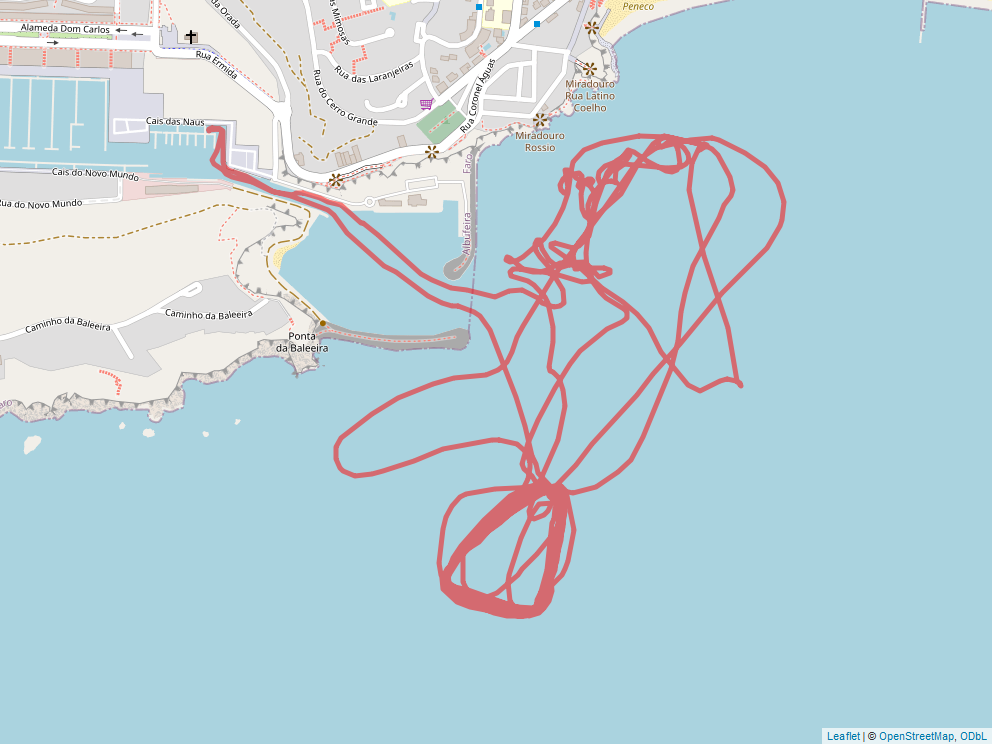 Peneco
da Orada
Alameda Dom Carlos
Rua Ermida
Rua das Laranjeiras
Rua do Cerro Grande
Rua Coronel Águas
Miradouro
Rua Latino
Coelho
Cais das Naus
Miradouro
Rossio
Faro
Cais do Novo Mundo
Rua do Novo Mundo
Albufeira
Caminho da Baleeira
Caminho da Baleeira
Ponta
da Baleeira
Leaflet | © OpenStreetMap, ODbL